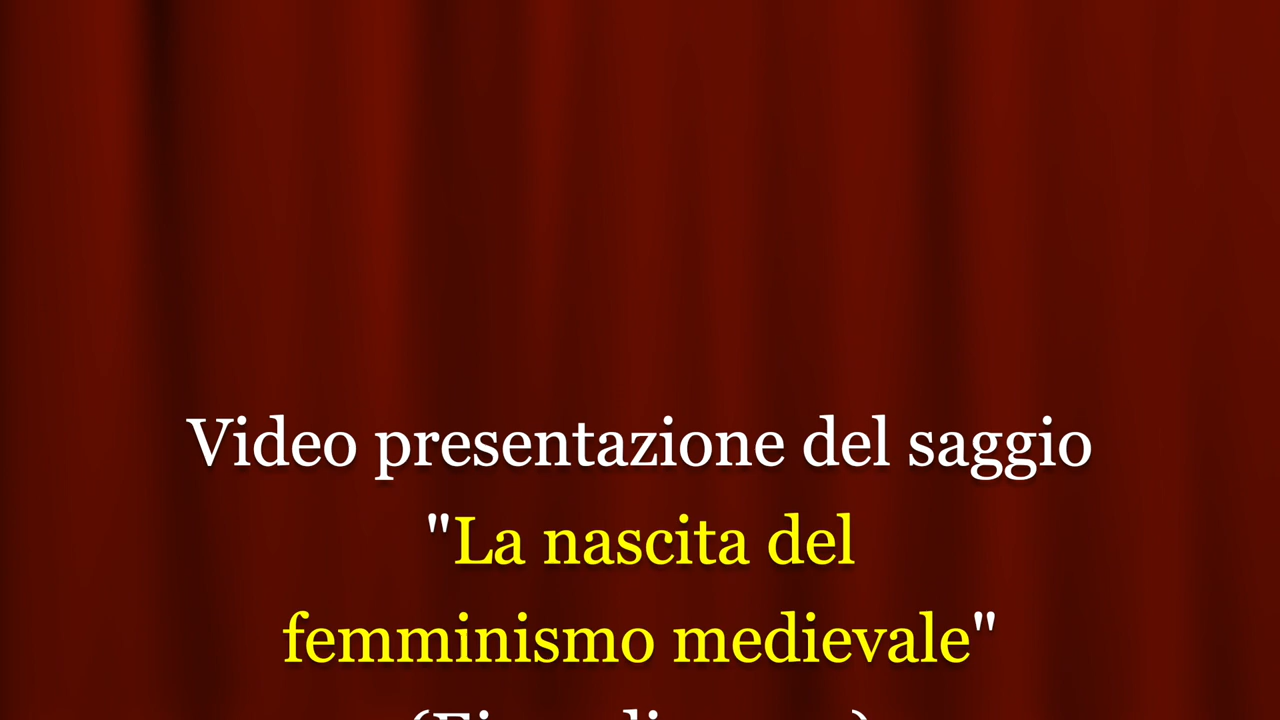 Video presentazione del saggio
"La nascita del
femminismo medievale"